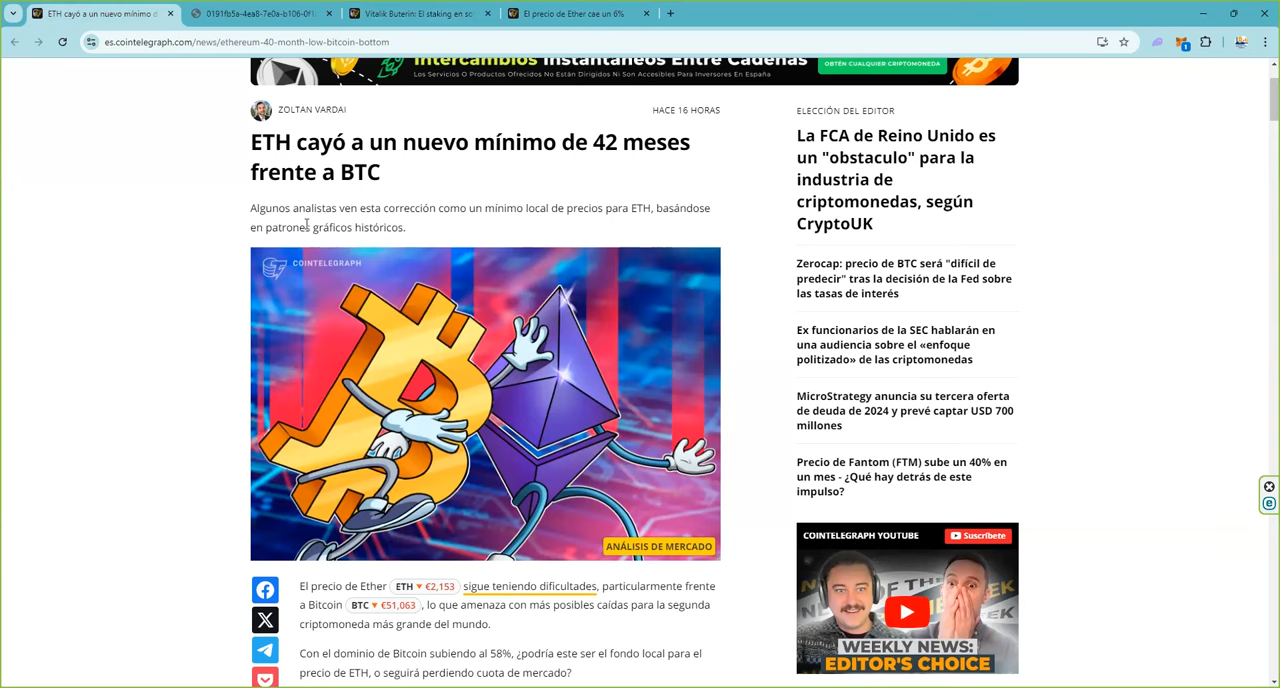 ETH cayó a un nuevo mínimo d
0191fb5a-4ea8-7e0a-b106-0f1
Vitalik Buterin: El staking en so
El precio de Ether cae un 6%
es.cointelegraph.com/news/ethereum-40-month-low-bitcoin-bottom
1
Intercambios Instantáneos Entre Cadenas
Los Servicios O Productos Ofrecidos No Están Dirigidos Ni Son Accesibles Para Inversores En España
OBTÉN CUALQUIER CRIPTOMONEDA
ZOLTAN VARDAI
HACE 16 HORAS
ETH cayó a un nuevo mínimo de 42 meses
frente a BTC
Algunos analistas ven esta corrección como un mínimo local de precios para ETH, basándose
en patrones gráficos históricos.
COINTELEGRAPH
ANÁLISIS DE MERCADO
El precio de Ether ETH ▼ €2,153 sigue teniendo dificultades, particularmente frente
a Bitcoin BTC ▼ €51,063 , lo que amenaza con más posibles caídas para la segunda
criptomoneda más grande del mundo.
Con el dominio de Bitcoin subiendo al 58%, ¿podría este ser el fondo local para el
precio de ETH, o seguirá perdiendo cuota de mercado?
ELECCIÓN DEL EDITOR
La FCA de Reino Unido es
un "obstaculo" para la
industria de
criptomonedas, según
CryptoUK
Zerocap: precio de BTC será "difícil de
predecir" tras la decisión de la Fed sobre
las tasas de interés
Ex funcionarios de la SEC hablarán en
una audiencia sobre el «enfoque
politizado» de las criptomonedas
MicroStrategy anuncia su tercera oferta
de deuda de 2024 y prevé captar USD 700
millones
Precio de Fantom (FTM) sube un 40% en
un mes - ¿Qué hay detrás de este
impulso?
COINTELEGRAPH YOUTUBE
Suscríbete
WEEKLY NEWS:
EDITOR'S CHOICE